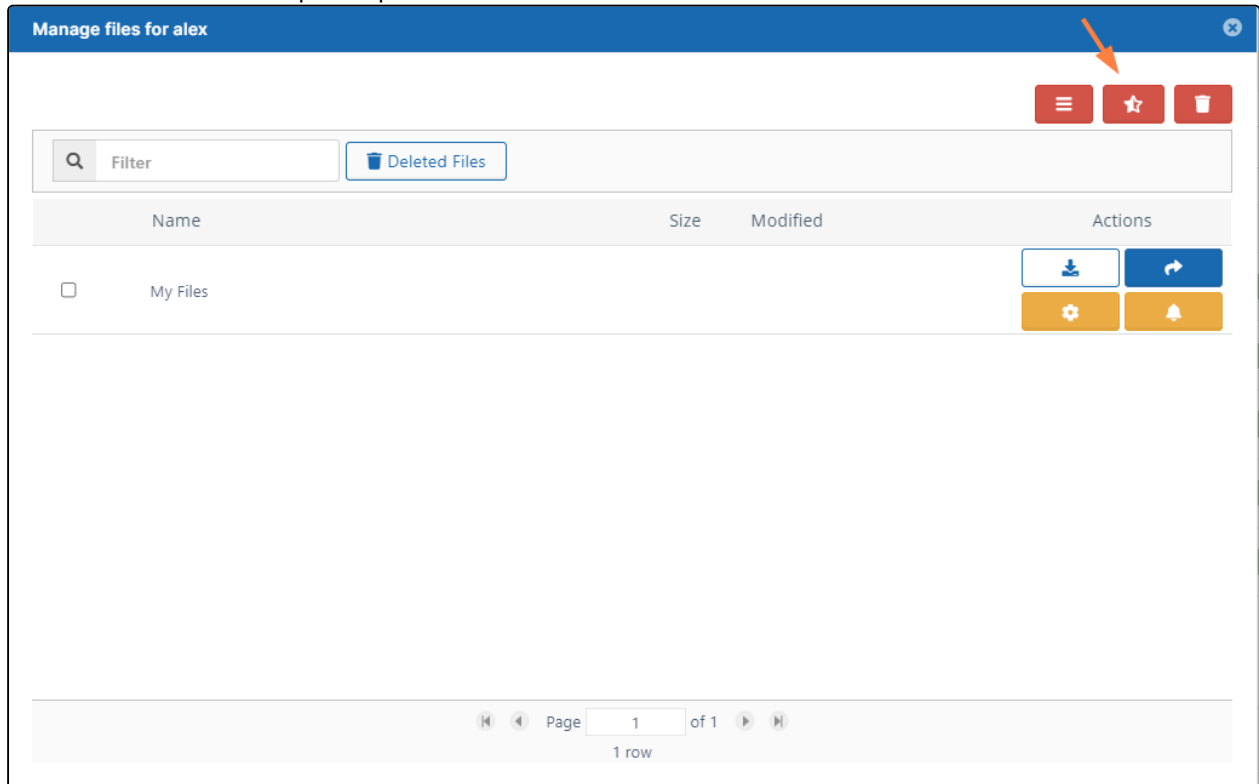 Manage files for alex
Filter
Deleted Files
Name Size Modified Actions
My Files
Page 1 of 1
1 row